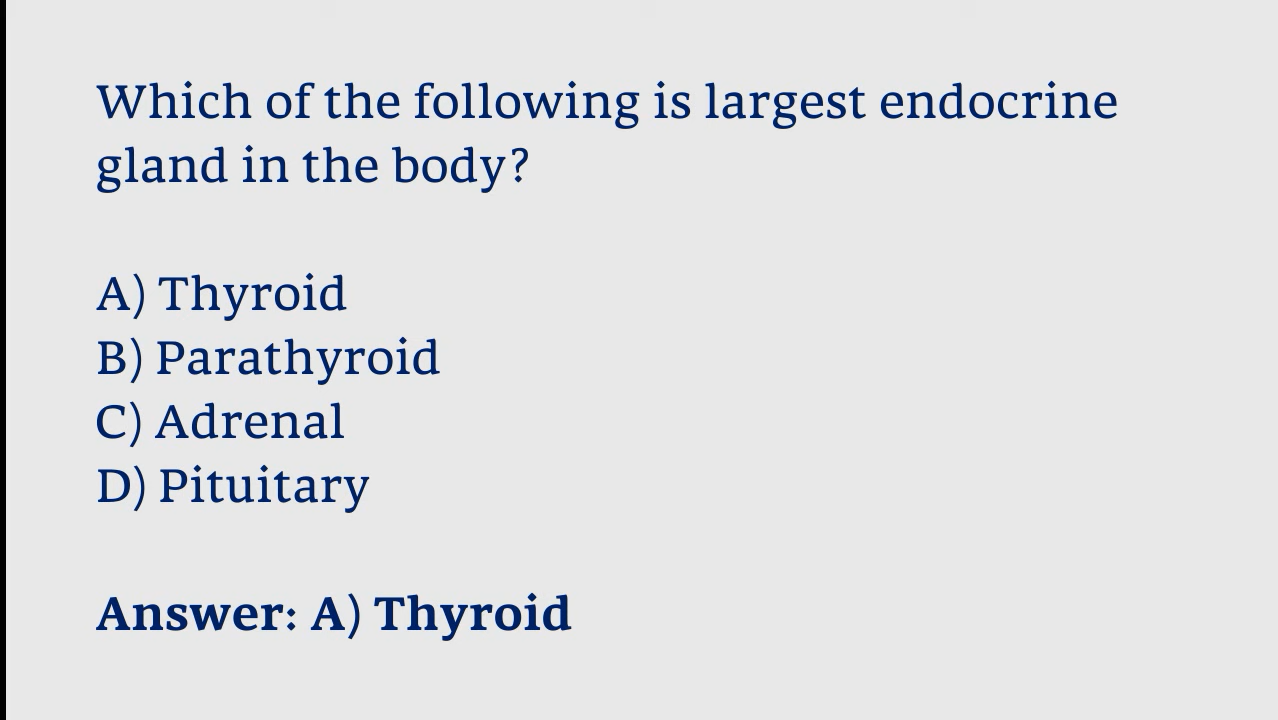 Which of the following is largest endocrine
gland in the body?
A) Thyroid
B) Parathyroid
C) Adrenal
D) Pituitary
Answer: A) Thyroid